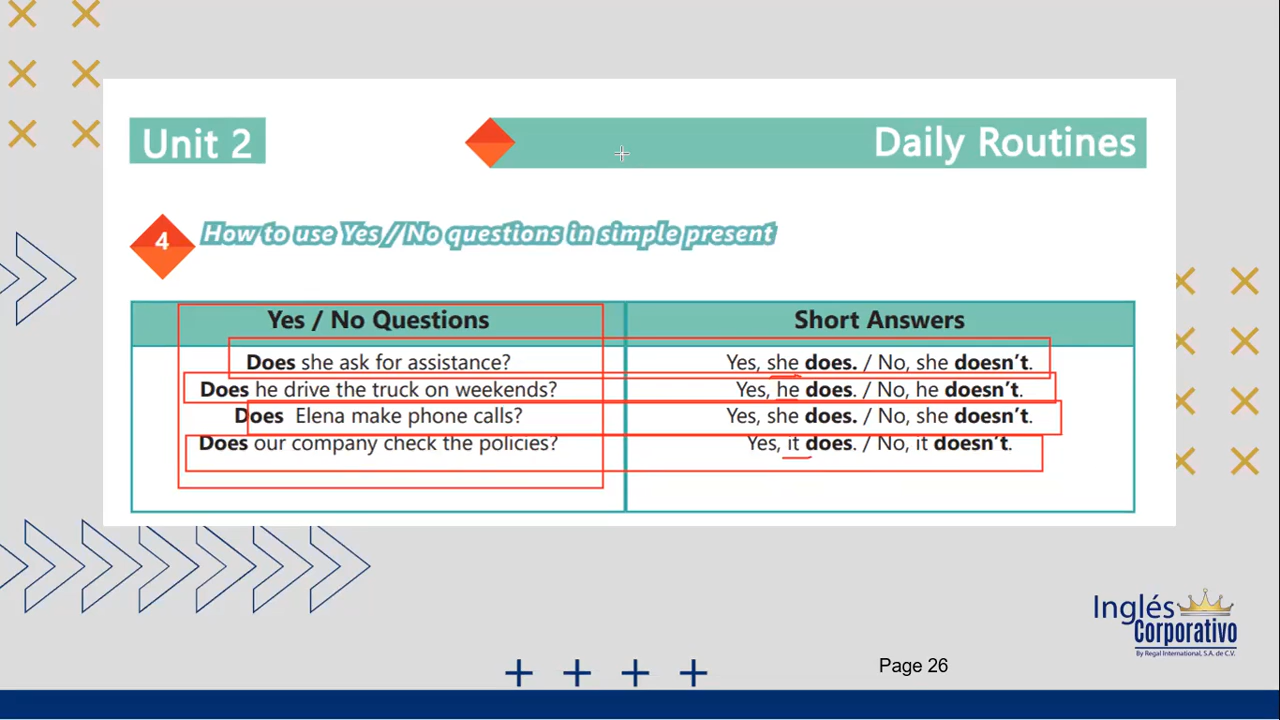 Unit 2
Daily Routines
4
How to use Yes / No questions in simple present
Yes / No Questions
Short Answers
Does she ask for assistance?
Yes, she does. / No, she doesn't.
Does he drive the truck on weekends?
Yes, he does. / No, he doesn't.
Does Elena make phone calls?
Yes, she does. / No, she doesn't.
Does our company check the policies?
Yes, it does. / No, it doesn't.
Inglés
Corporativo
By Regal International, S.A. de C.V.
Page 26